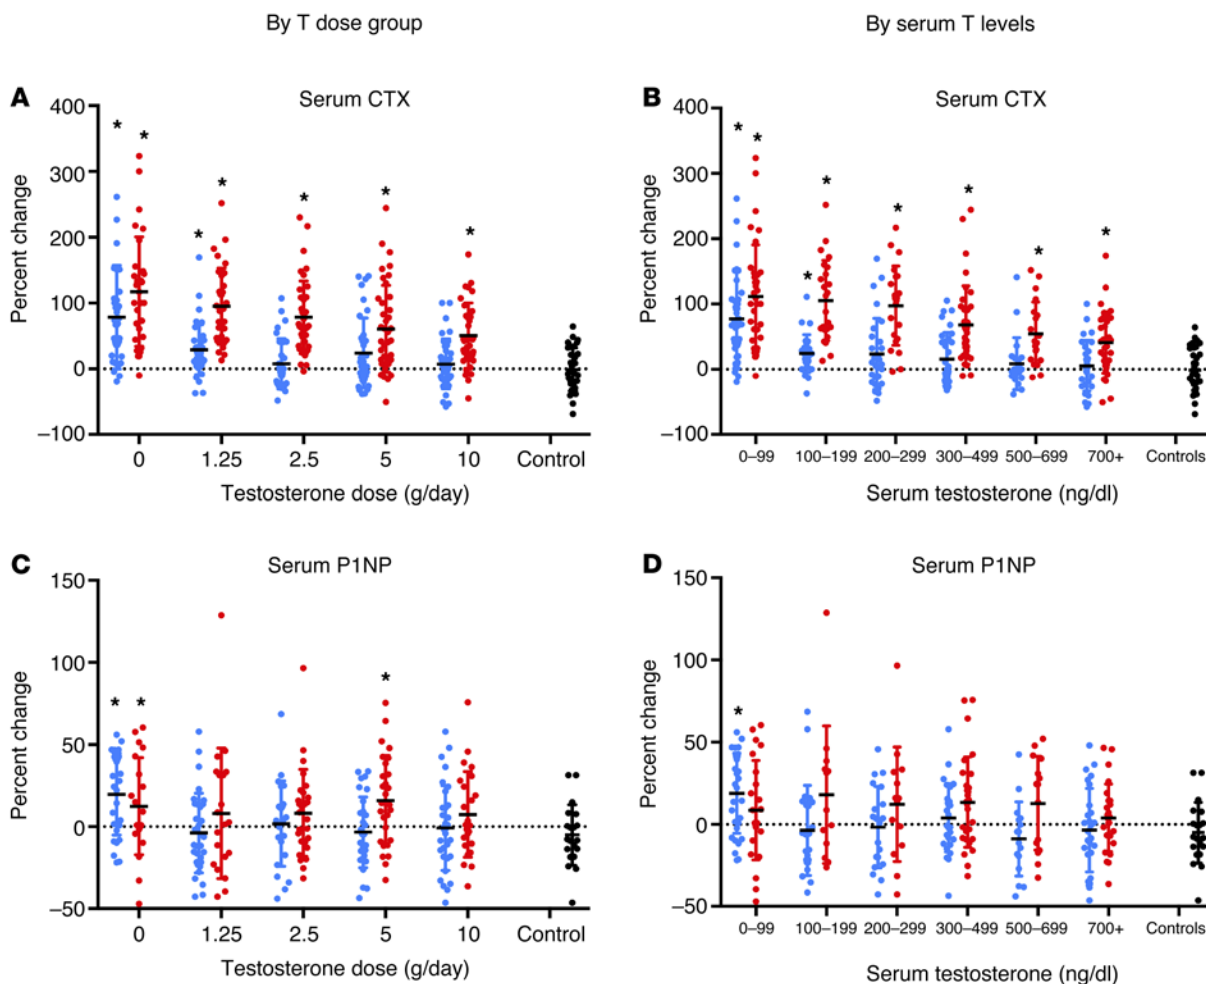 By T dose group
By serum T levels
A
Serum CTX
400
300
200
100
0
–100
Percent change
* * * * * * *
0 1.25 2.5 5 10 Control
Testosterone dose (g/day)
B
Serum CTX
400
300
200
100
0
–100
Percent change
* * * * * * * *
0–99 100–199 200–299 300–499 500–699 700+ Controls
Serum testosterone (ng/dl)
C
Serum P1NP
150
100
50
0
–50
Percent change
* * *
0 1.25 2.5 5 10 Control
Testosterone dose (g/day)
D
Serum P1NP
150
100
50
0
–50
Percent change
*
0–99 100–199 200–299 300–499 500–699 700+ Controls
Serum testosterone (ng/dl)